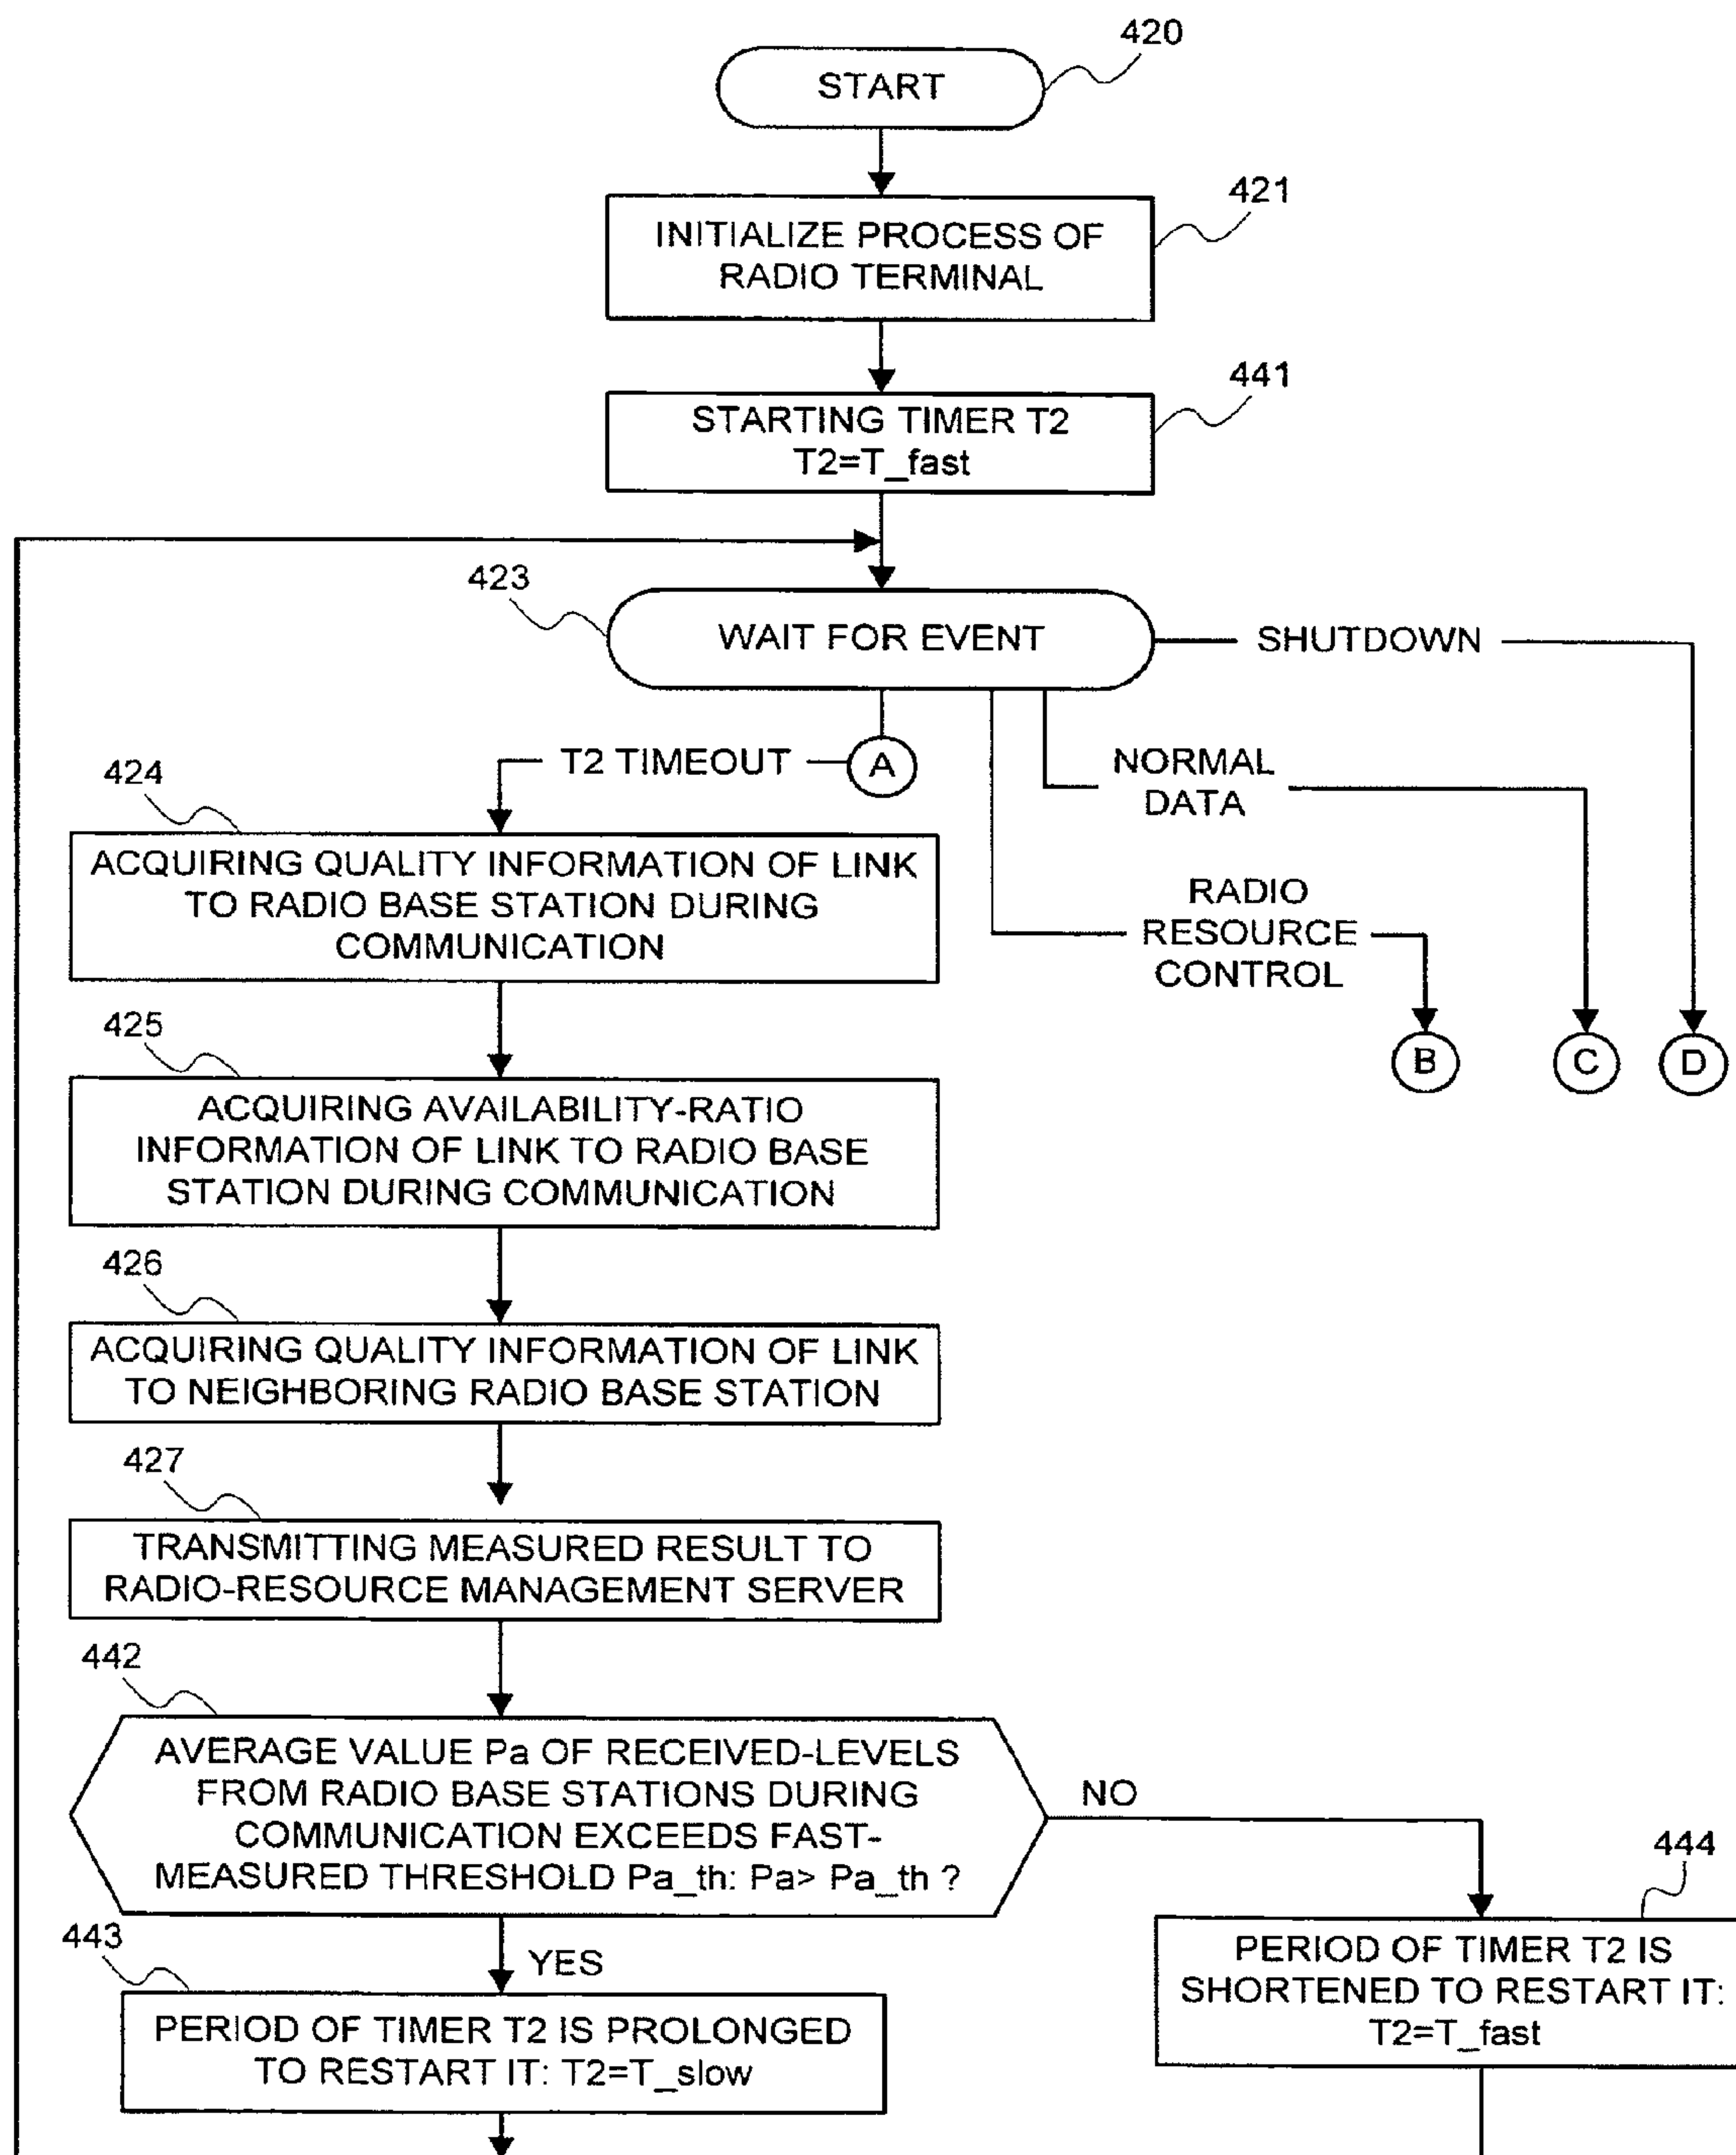 420
START
421
INITIALIZE PROCESS OF
RADIO TERMINAL
441
STARTING TIMER T2
T2=T_fast
423
WAIT FOR EVENT
SHUTDOWN
T2 TIMEOUT
A
NORMAL
DATA
RADIO
RESOURCE
CONTROL
B
C
D
424
ACQUIRING QUALITY INFORMATION OF LINK
TO RADIO BASE STATION DURING
COMMUNICATION
425
ACQUIRING AVAILABILITY-RATIO
INFORMATION OF LINK TO RADIO BASE
STATION DURING COMMUNICATION
426
ACQUIRING QUALITY INFORMATION OF LINK
TO NEIGHBORING RADIO BASE STATION
427
TRANSMITTING MEASURED RESULT TO
RADIO-RESOURCE MANAGEMENT SERVER
442
AVERAGE VALUE Pa OF RECEIVED-LEVELS
FROM RADIO BASE STATIONS DURING
COMMUNICATION EXCEEDS FAST-
MEASURED THRESHOLD Pa_th: Pa> Pa_th ?
NO
444
PERIOD OF TIMER T2 IS
SHORTENED TO RESTART IT:
T2=T_fast
443
YES
PERIOD OF TIMER T2 IS PROLONGED
TO RESTART IT: T2=T_slow